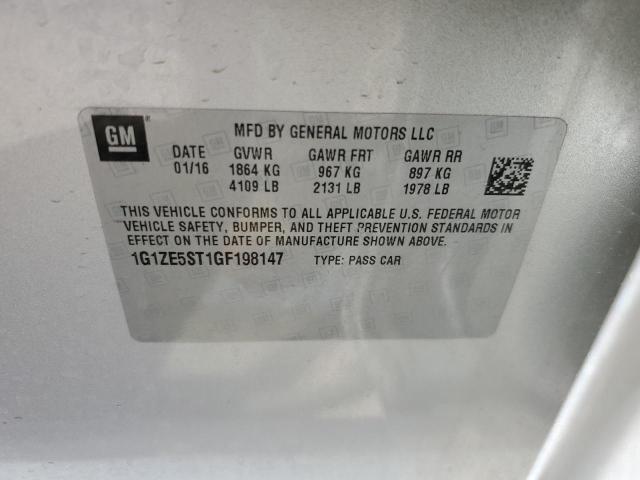 GM
MFD BY GENERAL MOTORS LLC
DATE GVWR GAWR FRT GAWR RR
01/16 1864 KG 967 KG 897 KG
4109 LB 2131 LB 1978 LB
THIS VEHICLE CONFORMS TO ALL APPLICABLE U.S. FEDERAL MOTOR
VEHICLE SAFETY, BUMPER, AND THEFT PREVENTION STANDARDS IN
EFFECT ON THE DATE OF MANUFACTURE SHOWN ABOVE.
1G1ZE5ST1GF198147 TYPE: PASS CAR